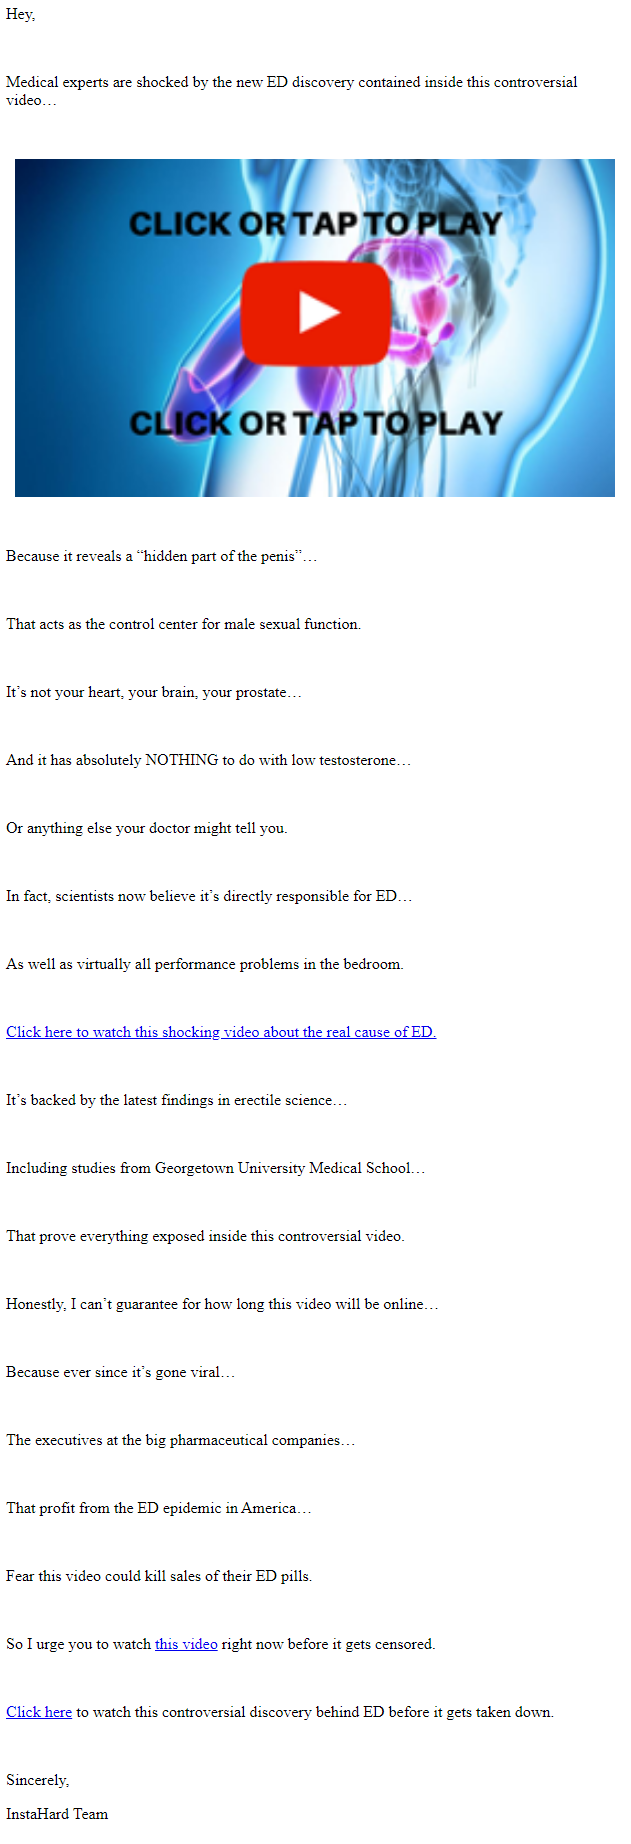 Hey,
Medical experts are shocked by the new ED discovery contained inside this controversial
video…
CLICK OR TAP TO PLAY
CLICK OR TAP TO PLAY
Because it reveals a “hidden part of the penis”…
That acts as the control center for male sexual function.
It’s not your heart, your brain, your prostate…
And it has absolutely NOTHING to do with low testosterone…
Or anything else your doctor might tell you.
In fact, scientists now believe it’s directly responsible for ED…
As well as virtually all performance problems in the bedroom.
Click here to watch this shocking video about the real cause of ED.
It’s backed by the latest findings in erectile science…
Including studies from Georgetown University Medical School…
That prove everything exposed inside this controversial video.
Honestly, I can’t guarantee for how long this video will be online…
Because ever since it’s gone viral…
The executives at the big pharmaceutical companies…
That profit from the ED epidemic in America…
Fear this video could kill sales of their ED pills.
So I urge you to watch this video right now before it gets censored.
Click here to watch this controversial discovery behind ED before it gets taken down.
Sincerely,
InstaHard Team